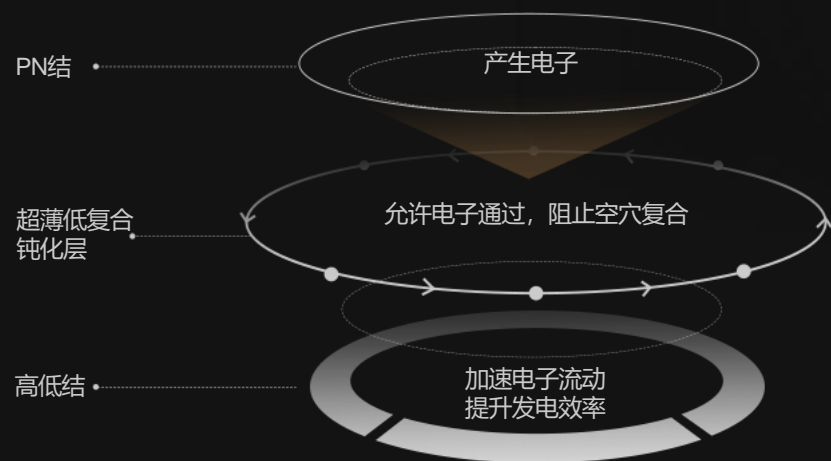 PN结
产生电子
超薄低复合
钝化层
允许电子通过，阻止空穴复合
高低结
加速电子流动
提升发电效率